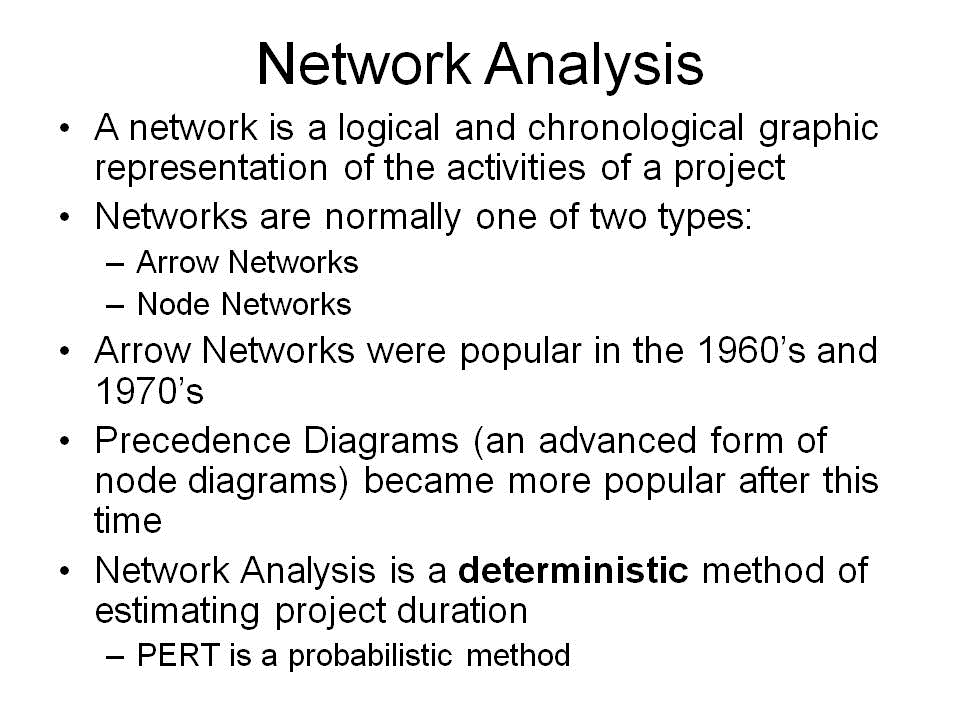 Network Analysis
• A network is a logical and chronological graphic
representation of the activities of a project
• Networks are normally one of two types:
– Arrow Networks
– Node Networks
• Arrow Networks were popular in the 1960’s and
1970’s
• Precedence Diagrams (an advanced form of
node diagrams) became more popular after this
time
• Network Analysis is a deterministic method of
estimating project duration
– PERT is a probabilistic method